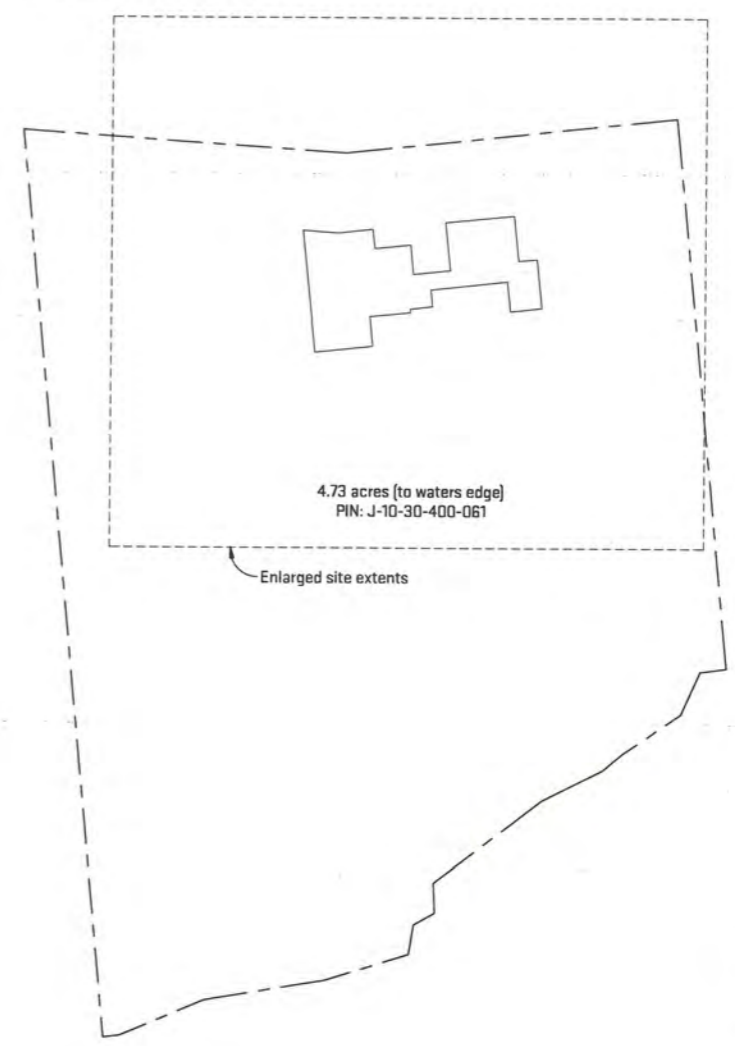 4.73 acres (to waters edge)
PIN: J-10-30-400-061
Enlarged site extents